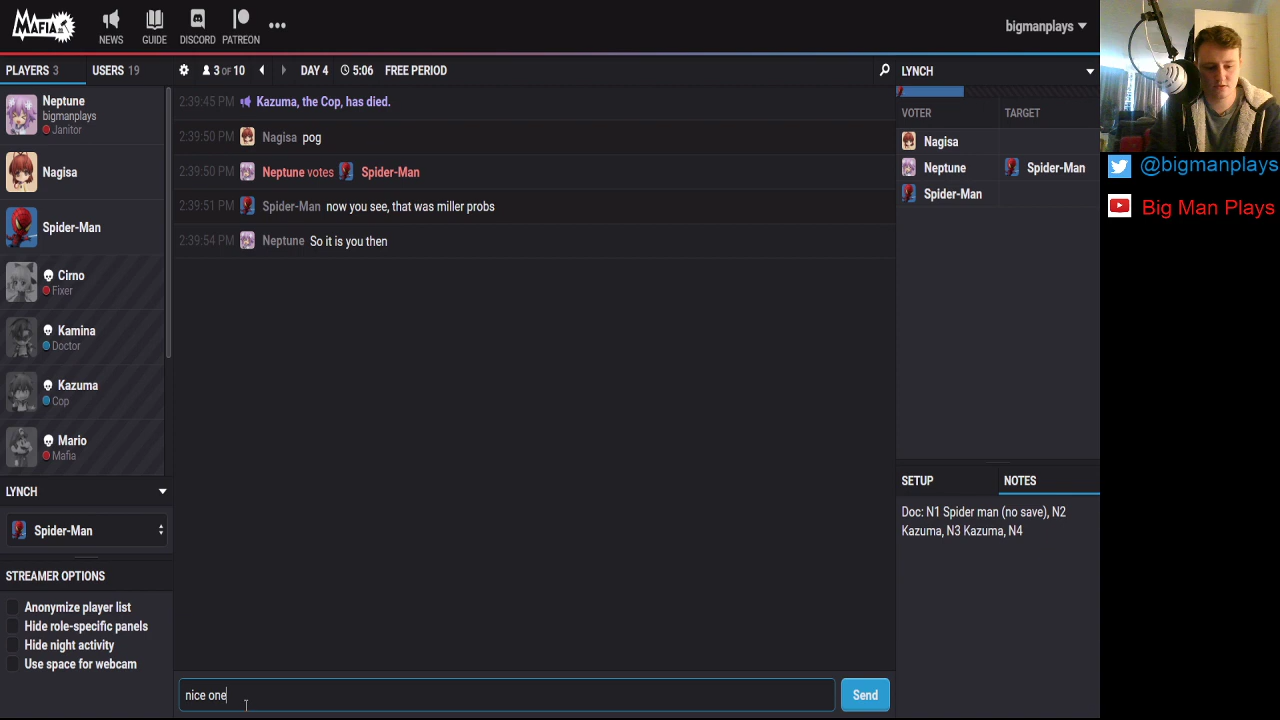 MAFIA
NEWS
GUIDE
DISCORD
PATREON
bigmanplays
PLAYERS 3
USERS 19
3 OF 10
DAY 4
5:06
FREE PERIOD
Neptune
bigmanplays
Janitor
Nagisa
Spider-Man
Cirno
Fixer
Kamina
Doctor
Kazuma
Cop
Mario
Mafia
LYNCH
Spider-Man
STREAMER OPTIONS
Anonymize player list
Hide role-specific panels
Hide night activity
Use space for webcam
2:39:45 PM Kazuma, the Cop, has died.
2:39:50 PM Nagisa pog
2:39:50 PM Neptune votes Spider-Man
2:39:51 PM Spider-Man now you see, that was miller probs
2:39:54 PM Neptune So it is you then
nice one
Send
LYNCH
VOTER TARGET
Nagisa
Neptune Spider-Man
Spider-Man
SETUP
NOTES
Doc: N1 Spider man (no save), N2
Kazuma, N3 Kazuma, N4
@bigmanplays
Big Man Plays